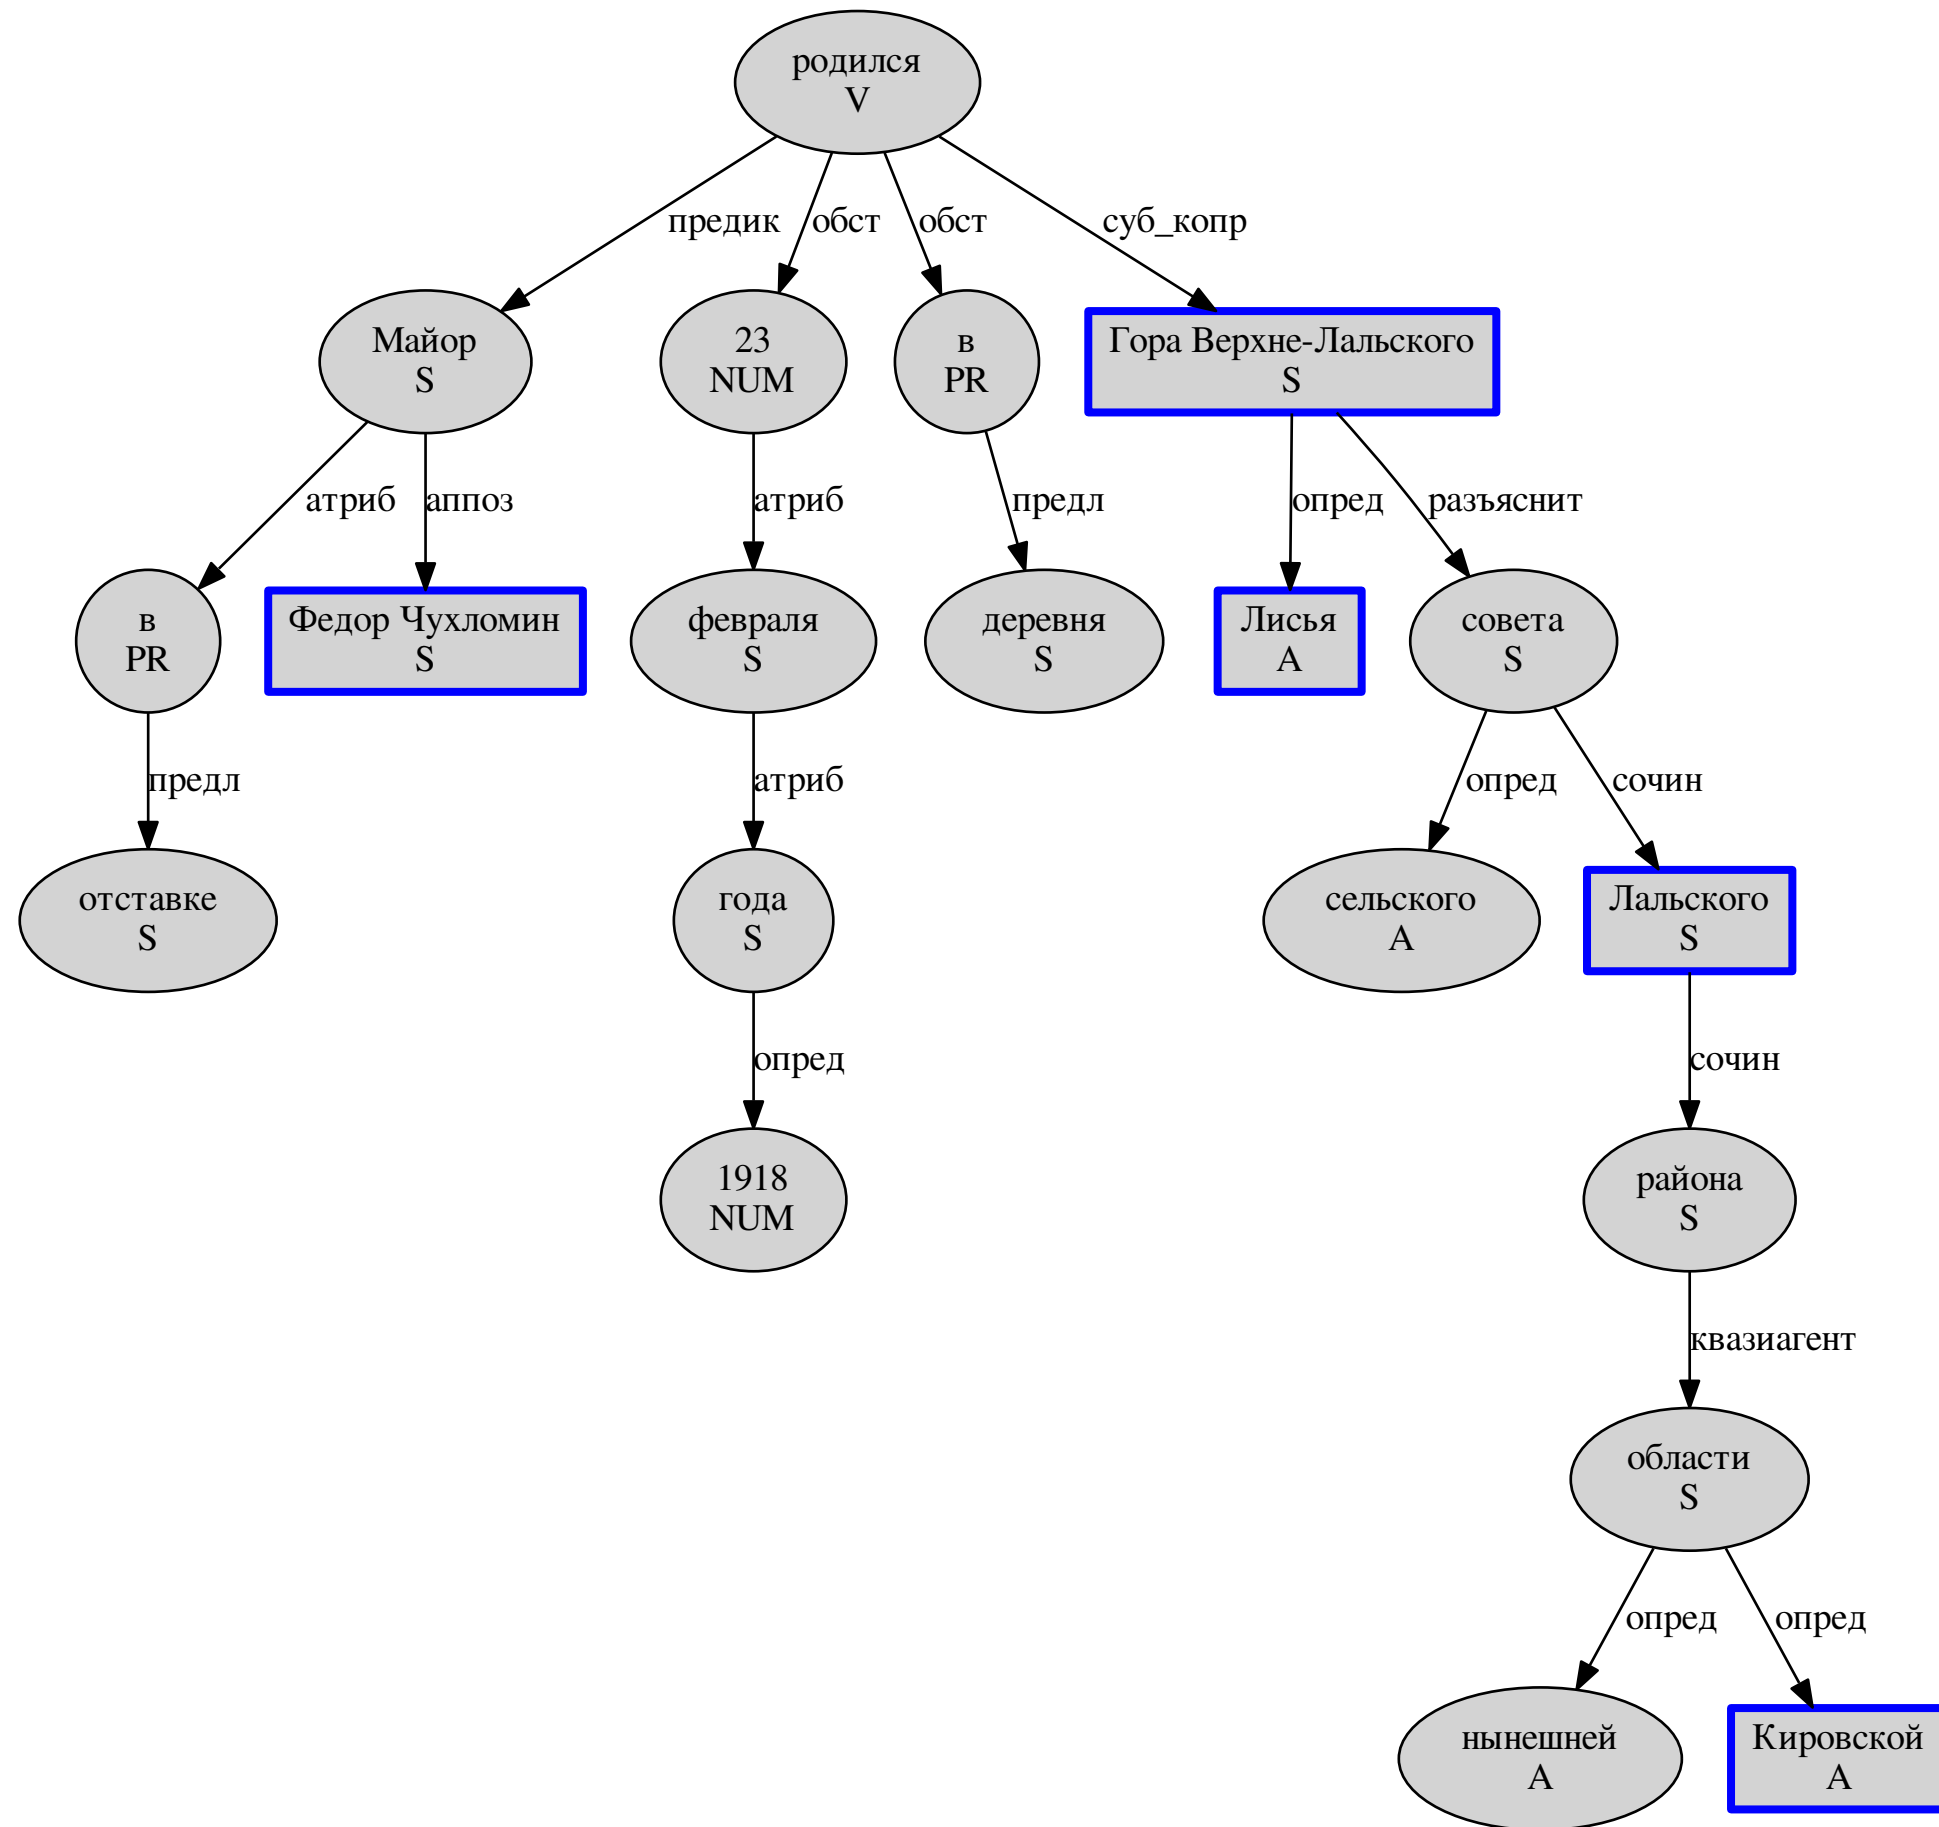 родился
V
предик
обст
обст
суб_копр
Майор
S
23
NUM
в
PR
Гора Верхне-Лальского
S
атриб
аппоз
атриб
предл
опред
разъяснит
в
PR
Федор Чухломин
S
февраля
S
деревня
S
Лисья
A
совета
S
предл
атриб
опред
сочин
отставке
S
года
S
сельского
A
Лальского
S
опред
сочин
1918
NUM
района
S
квазиагент
области
S
опред
опред
нынешней
A
Кировской
A